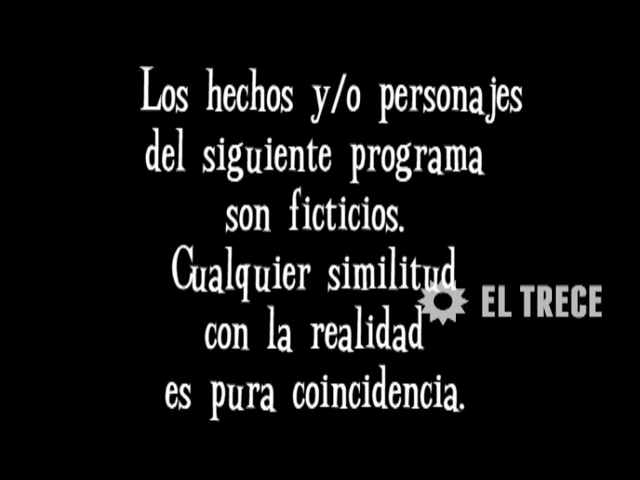 Los hechos y/o personajes
del siguiente programa
son ficticios.
Cualquier similitud
con la realidad
es pura coincidencia.
EL TRECE